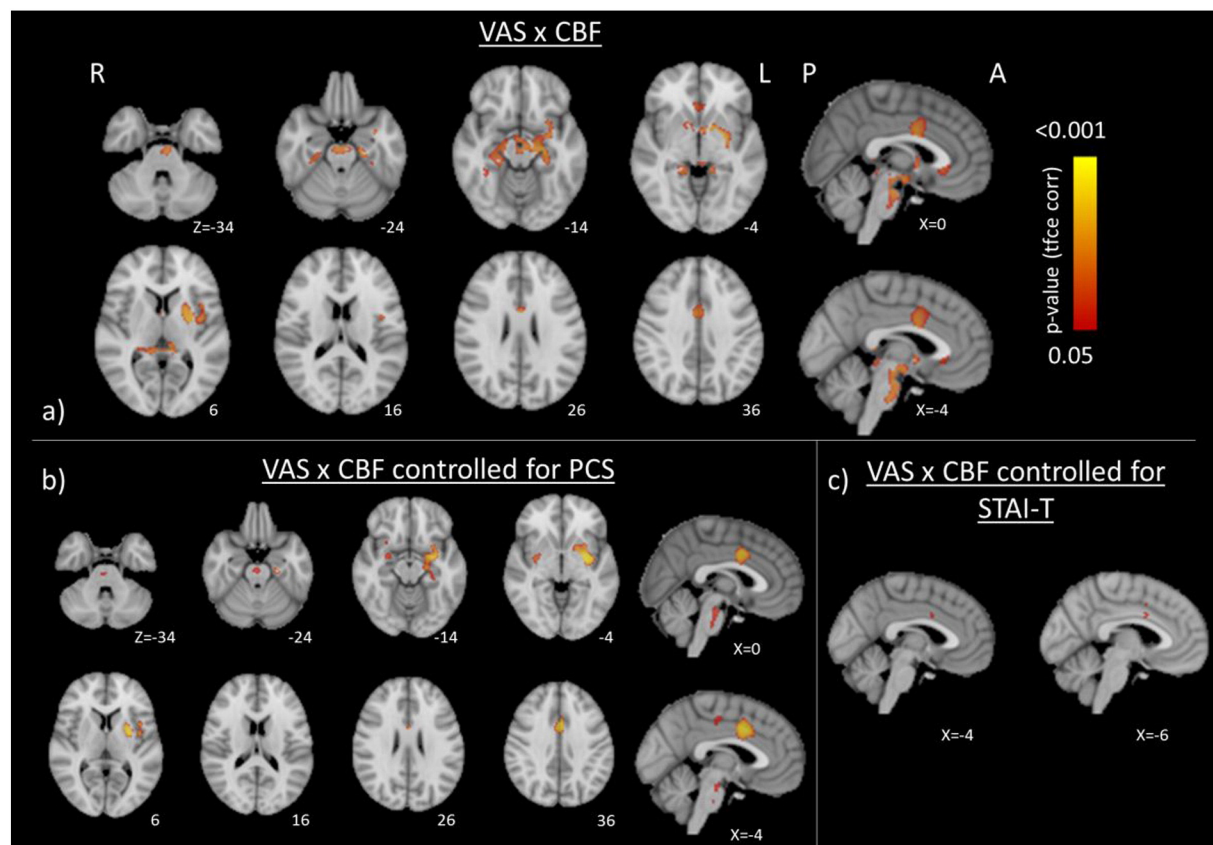 VAS x CBF
R
L
P
A
<0.001
p-value (tfce corr)
0.05
Z=-34
-24
-14
-4
X=0
a)
6
16
26
36
X=-4
b)
VAS x CBF controlled for PCS
Z=-34
-24
-14
-4
X=0
6
16
26
36
X=-4
c)
VAS x CBF controlled for
STAI-T
X=-4
X=-6